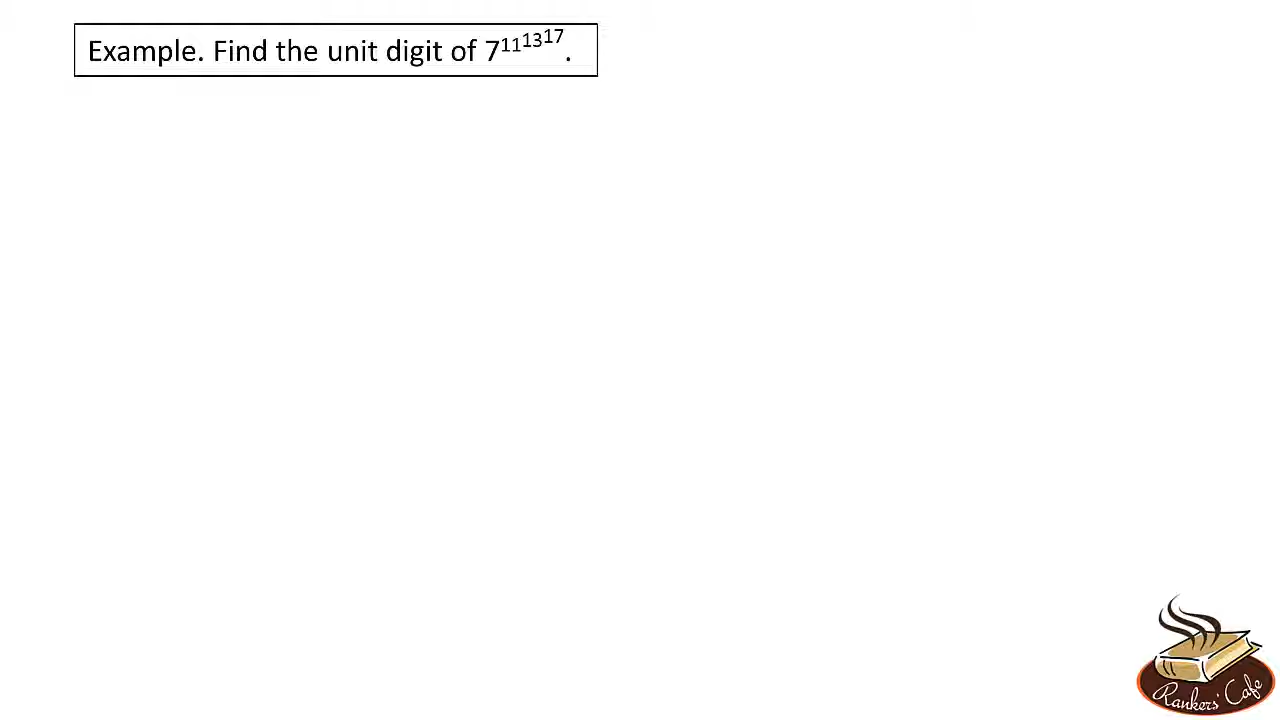 Example. Find the unit digit of 7^11^13^17.
Rankers' Cafe